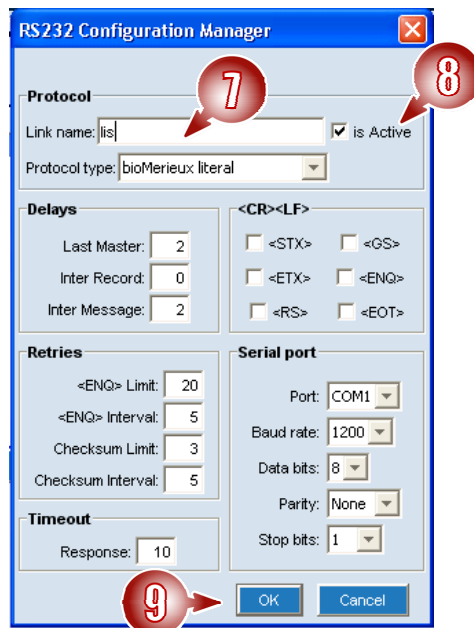 RS232 Configuration Manager
7
8
Protocol
Link name: lis
is Active
Protocol type: bioMerieux literal
Delays
Last Master: 2
Inter Record: 0
Inter Message: 2
<CR><LF>
<STX> <GS>
<ETX> <ENQ>
<RS> <EOT>
Retries
<ENQ> Limit: 20
<ENQ> Interval: 5
Checksum Limit: 3
Checksum Interval: 5
Serial port
Port: COM1
Baud rate: 1200
Data bits: 8
Parity: None
Stop bits: 1
Timeout
Response: 10
9
OK Cancel